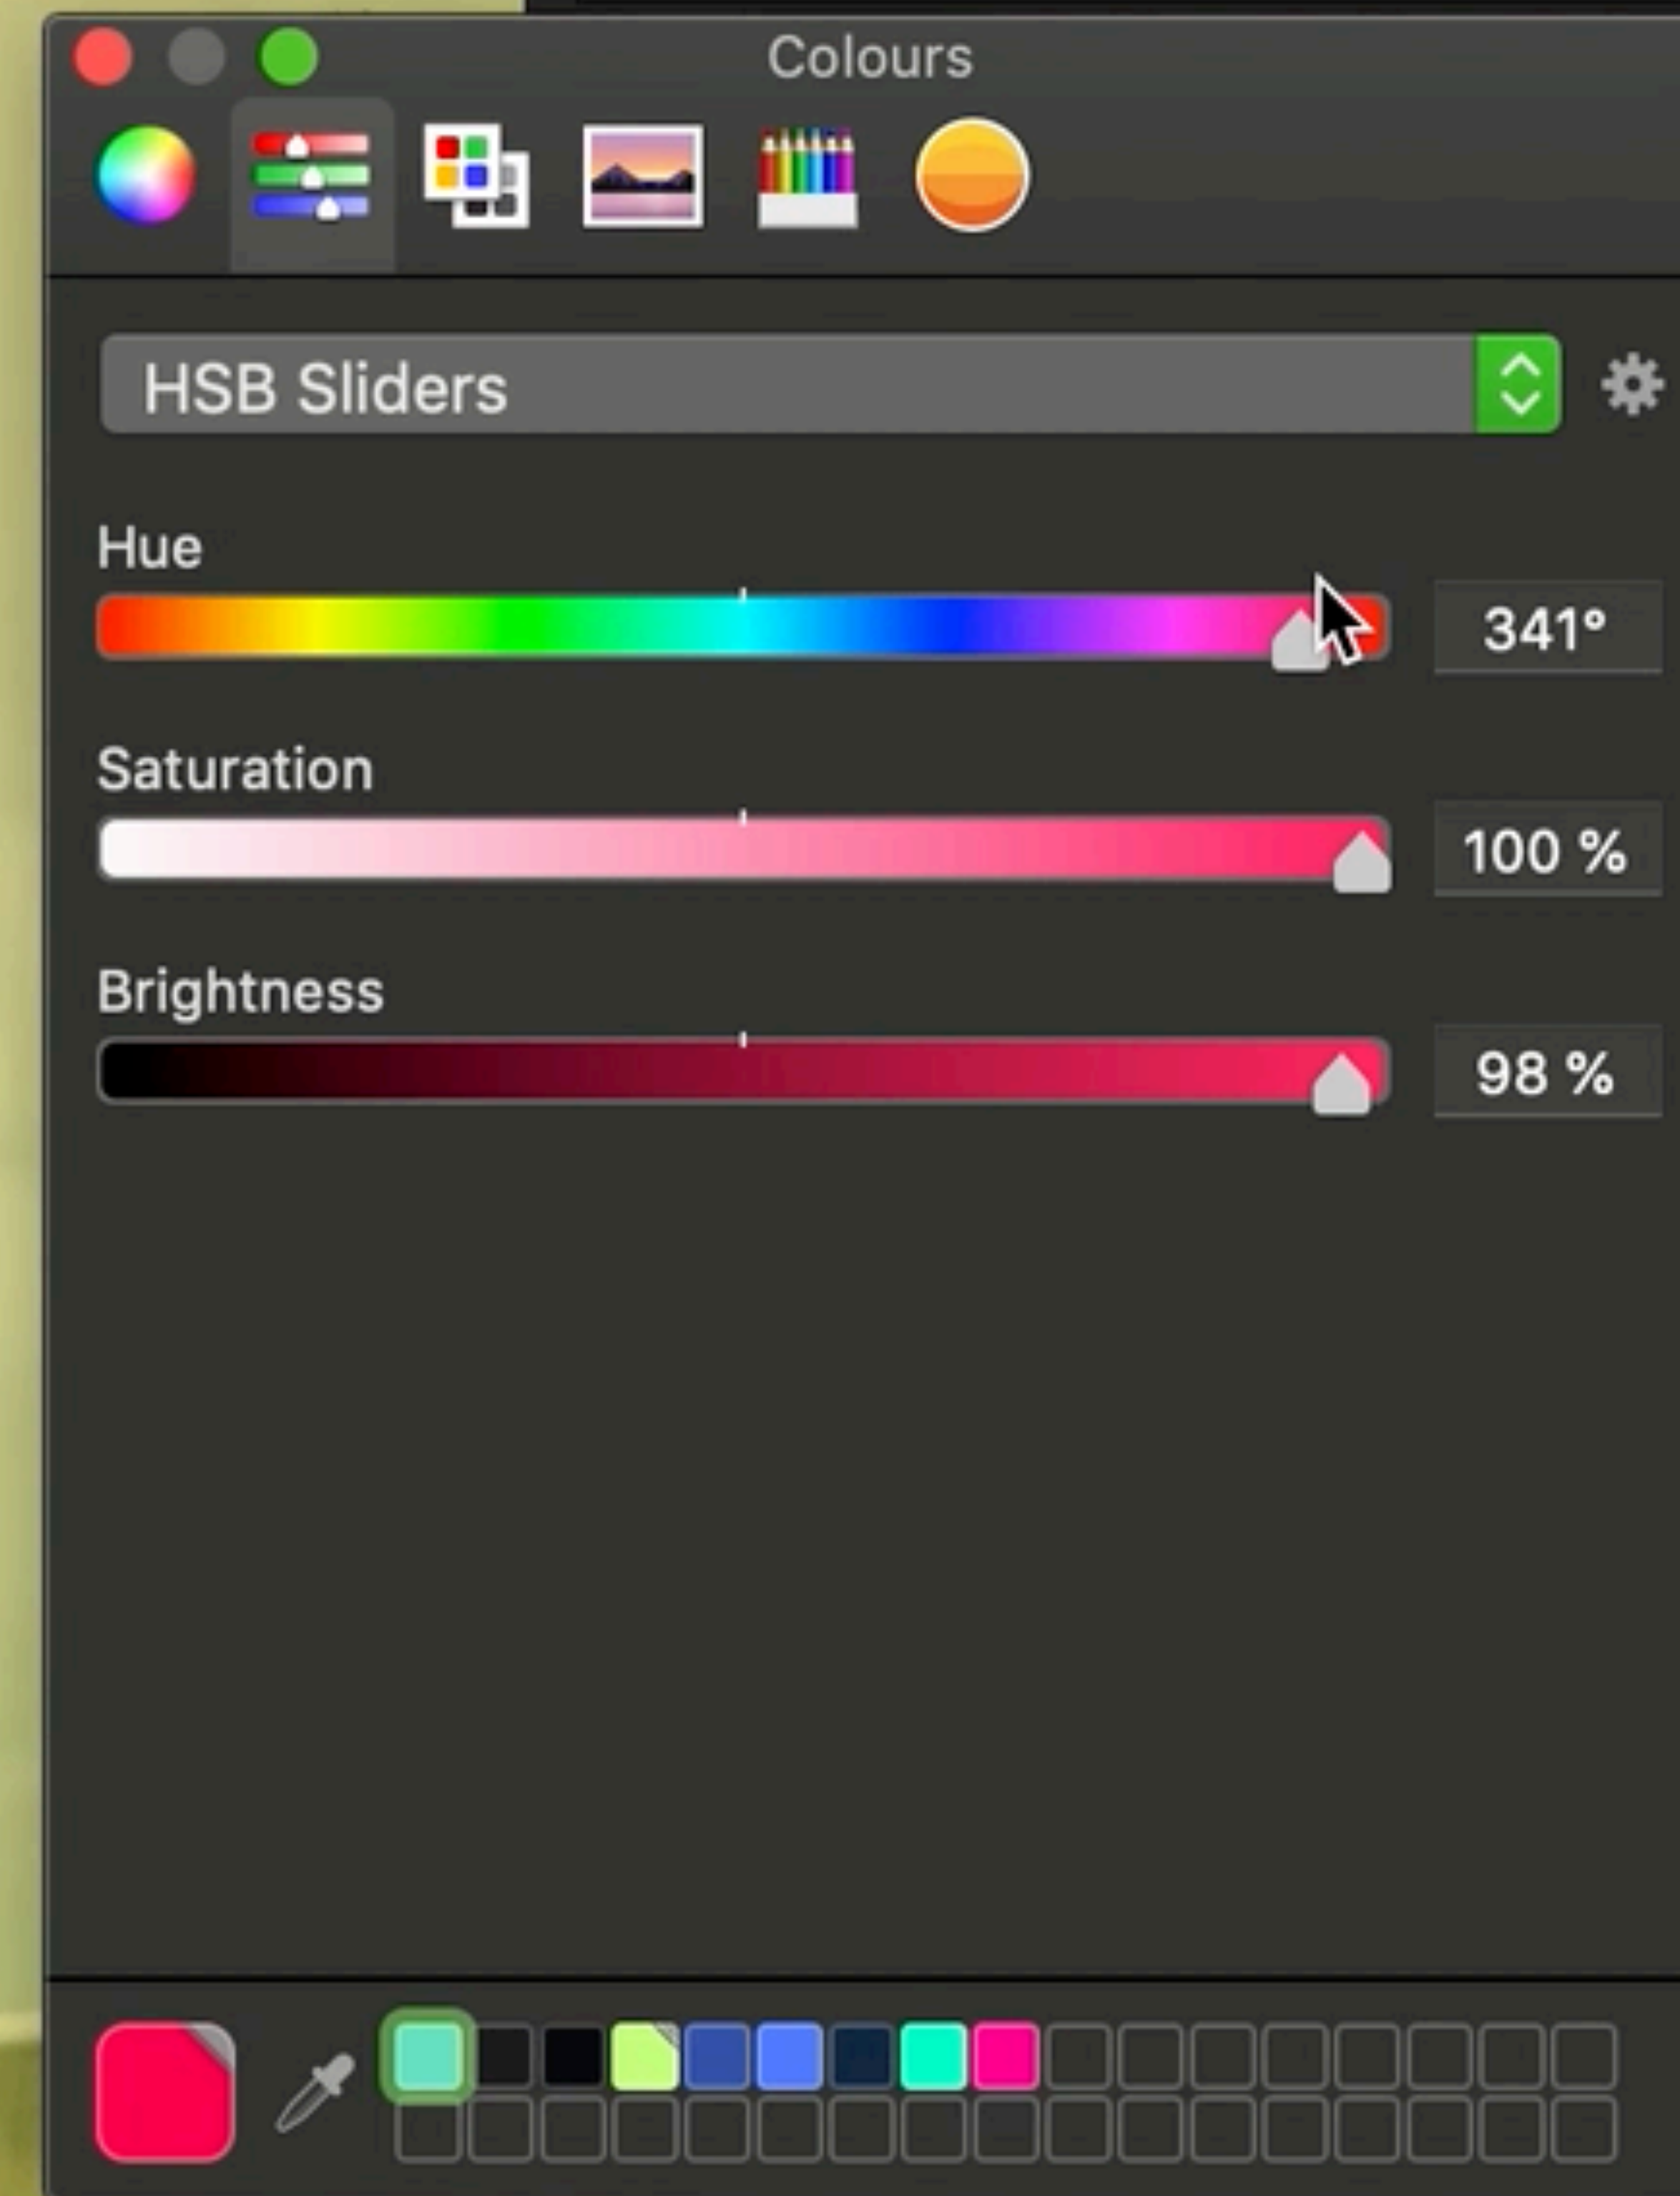 Colours
HSB Sliders
Hue
341°
Saturation
100 %
Brightness
98 %